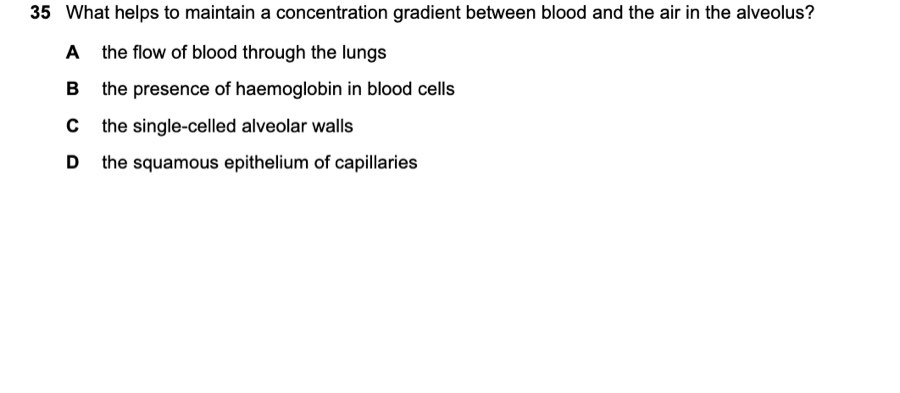 35 What helps to maintain a concentration gradient between blood and the air in the alveolus?
A the flow of blood through the lungs
B the presence of haemoglobin in blood cells
C the single-celled alveolar walls
D the squamous epithelium of capillaries